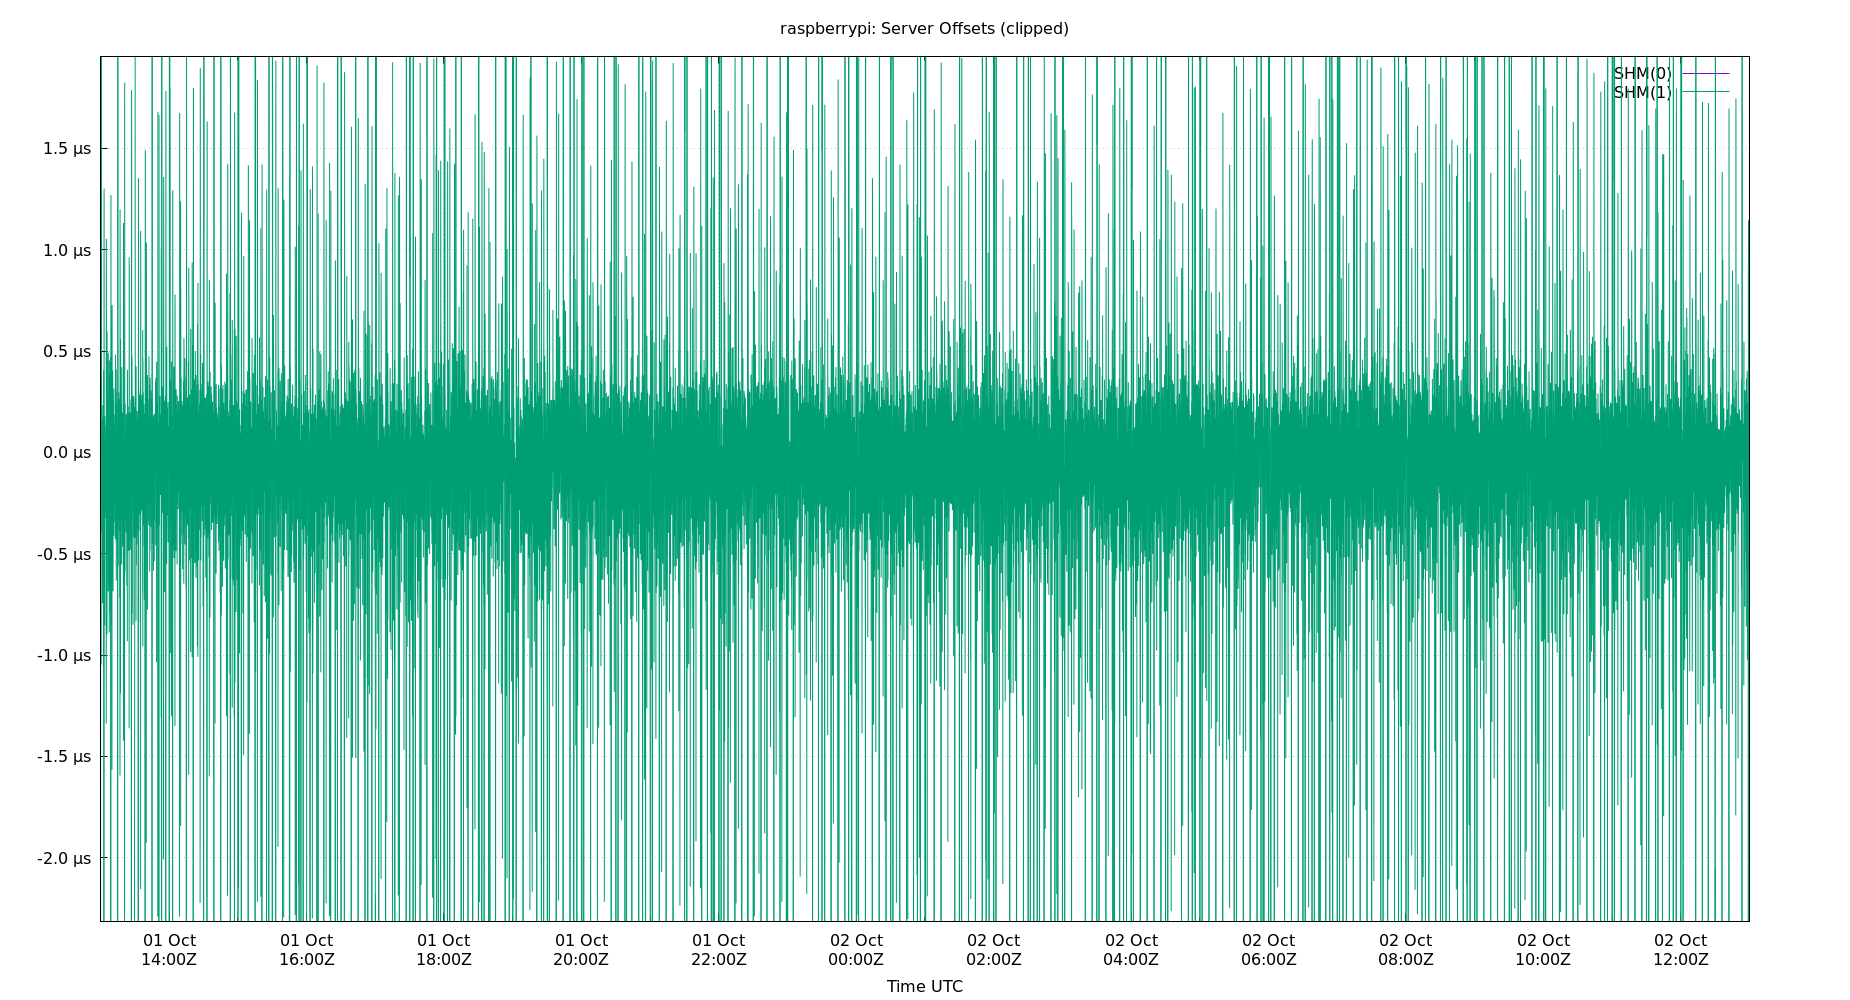 raspberrypi: Server Offsets (clipped)
SHM(0)
SHM(1)
1.5 µs
1.0 µs
0.5 µs
0.0 µs
-0.5 µs
-1.0 µs
-1.5 µs
-2.0 µs
01 Oct 01 Oct 01 Oct 01 Oct 01 Oct 02 Oct 02 Oct 02 Oct 02 Oct 02 Oct 02 Oct 02 Oct
14:00Z 16:00Z 18:00Z 20:00Z 22:00Z 00:00Z 02:00Z 04:00Z 06:00Z 08:00Z 10:00Z 12:00Z
Time UTC